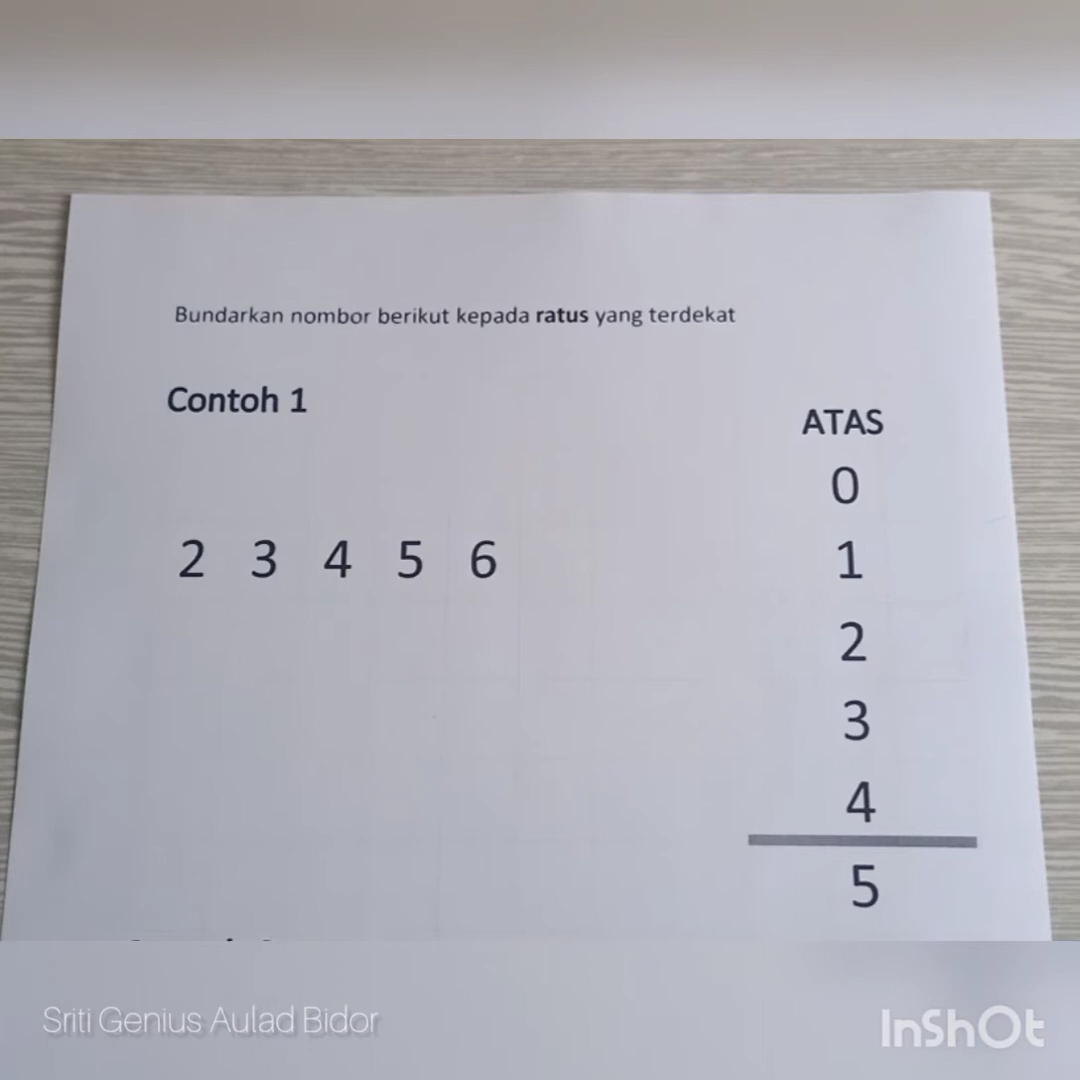 Bundarkan nombor berikut kepada ratus yang terdekat
Contoh 1
2 3 4 5 6
ATAS
0
1
2
3
4
5
Sriti Genius Aulad Bidor
InShOt